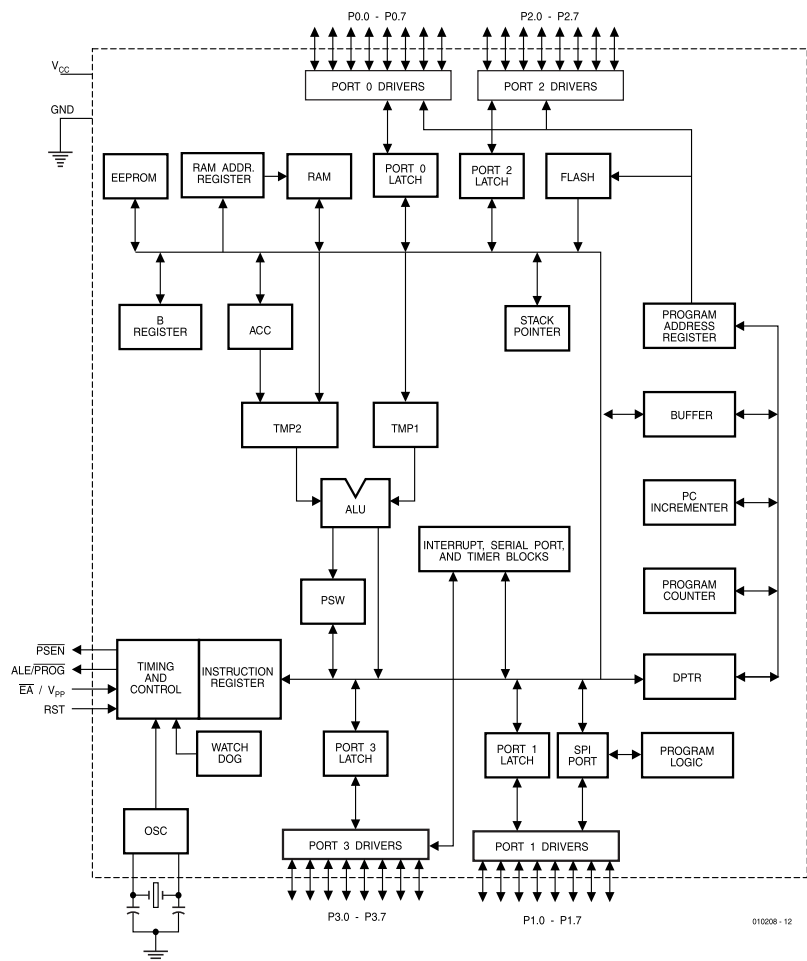 P0.0 - P0.7
P2.0 - P2.7
VCC
GND
PORT 0 DRIVERS
PORT 2 DRIVERS
EEPROM
RAM ADDR.
REGISTER
RAM
PORT 0
LATCH
PORT 2
LATCH
FLASH
B
REGISTER
ACC
STACK
POINTER
PROGRAM
ADDRESS
REGISTER
TMP2
TMP1
BUFFER
ALU
PC
INCREMENTER
INTERRUPT, SERIAL PORT,
AND TIMER BLOCKS
PSW
PROGRAM
COUNTER
PSEN
ALE/PROG
EA / VPP
RST
TIMING
AND
CONTROL
INSTRUCTION
REGISTER
DPTR
WATCH
DOG
PORT 3
LATCH
PORT 1
LATCH
SPI
PORT
PROGRAM
LOGIC
OSC
PORT 3 DRIVERS
PORT 1 DRIVERS
P3.0 - P3.7
P1.0 - P1.7
010208 - 12